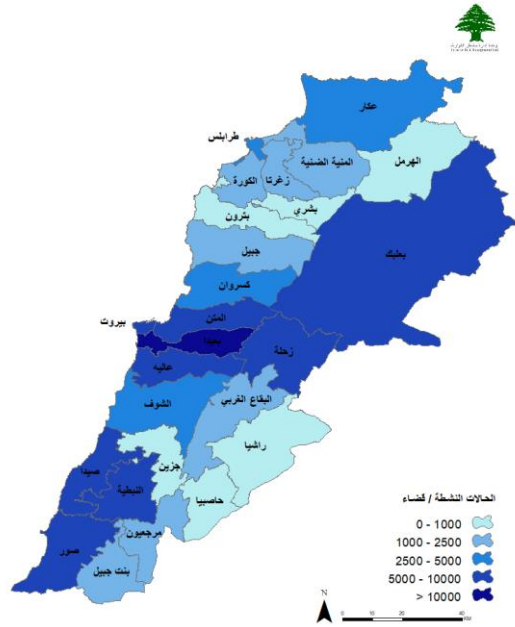 عكار
طرابلس
المنية الضنية
الهرمل
زغرتا
الكورة
بشري
بترون
جبيل
بعلبك
كسروان
المتن
بيروت
بعبدا
زحلة
عاليه
الشوف
البقاع الغربي
راشيا
جزين
صيدا
النبطية
حاصبيا
مرجعيون
صور
بنت جبيل
الحالات النشطة / قضاء
0 - 1000
1000 - 2500
2500 - 5000
5000 - 10000
> 10000
N
0 10 20 40